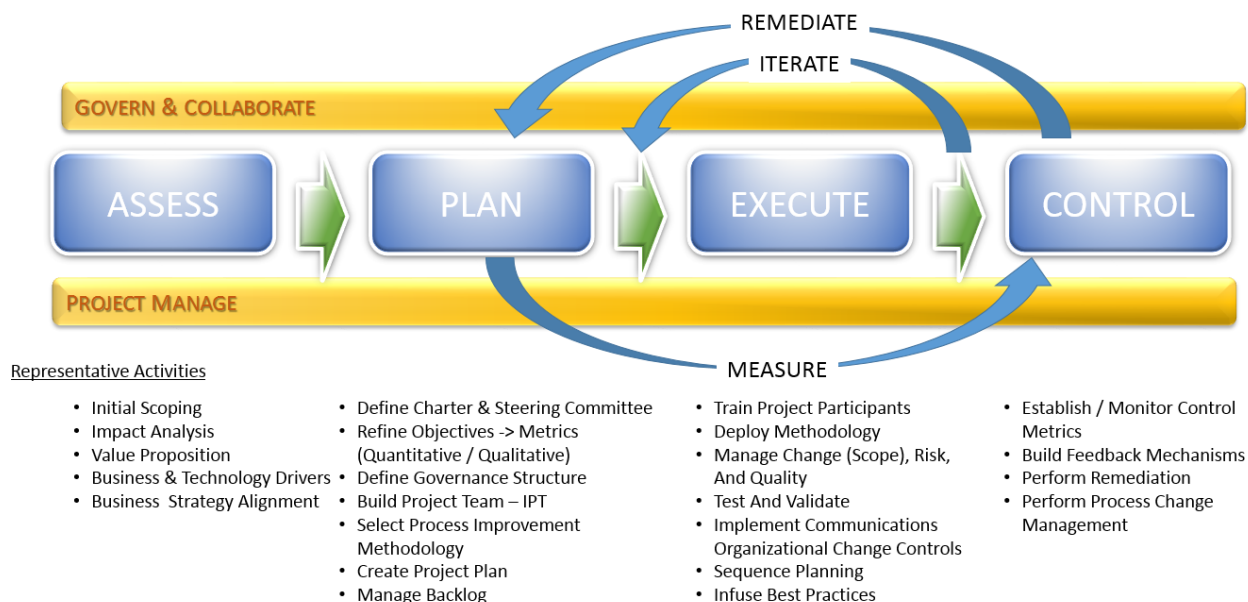 REMEDIATE
ITERATE
GOVERN & COLLABORATE
ASSESS
PLAN
EXECUTE
CONTROL
PROJECT MANAGE
MEASURE
Representative Activities
• Initial Scoping
• Impact Analysis
• Value Proposition
• Business & Technology Drivers
• Business  Strategy Alignment
• Define Charter & Steering Committee
• Refine Objectives -> Metrics
(Quantitative / Qualitative)
• Define Governance Structure
• Build Project Team – IPT
• Select Process Improvement
Methodology
• Create Project Plan
• Manage Backlog
• Train Project Participants
• Deploy Methodology
• Manage Change (Scope), Risk,
And Quality
• Test And Validate
• Implement Communications
Organizational Change Controls
• Sequence Planning
• Infuse Best Practices
• Establish / Monitor Control
Metrics
• Build Feedback Mechanisms
• Perform Remediation
• Perform Process Change
Management